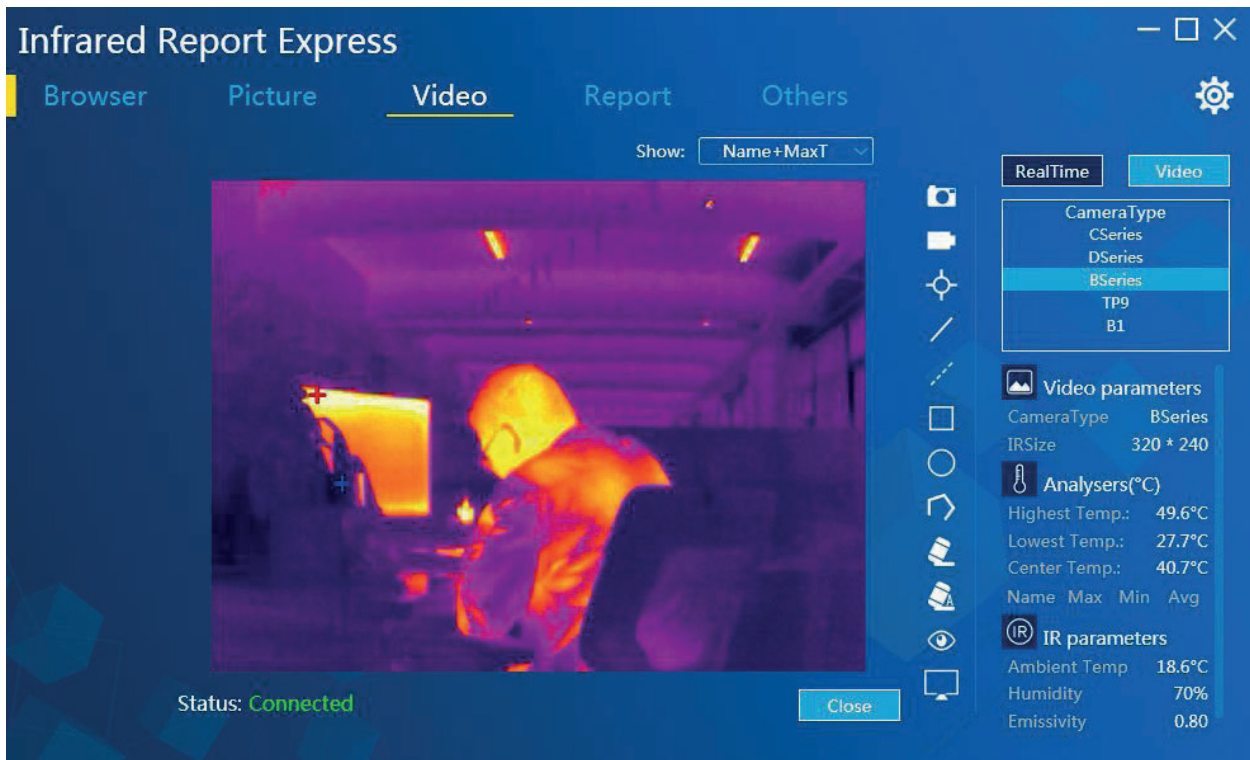 Infrared Report Express
Browser Picture Video Report Others
Show: Name+MaxT
RealTime Video
CameraType
CSeries
DSeries
BSeries
TP9
B1
Video parameters
CameraType BSeries
IRSize 320 * 240
Analysers(°C)
Highest Temp.: 49.6°C
Lowest Temp.: 27.7°C
Center Temp.: 40.7°C
Name Max Min Avg
IR IR parameters
Ambient Temp 18.6°C
Humidity 70%
Emissivity 0.80
Status: Connected
Close